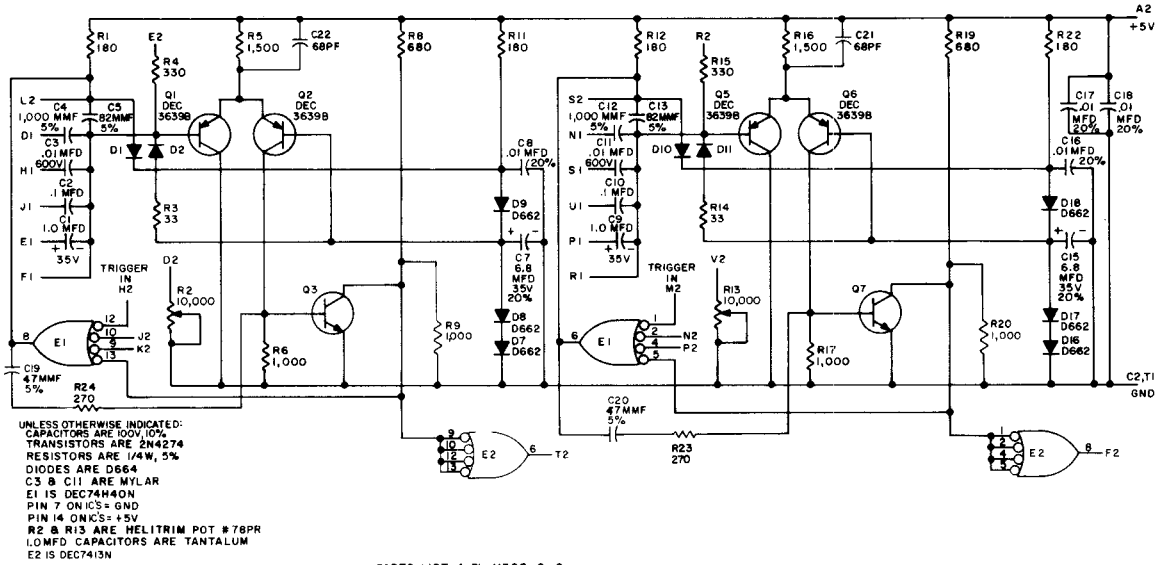 A2
+5V
R1
180
E2
R4
330
R5
1,500
C22
68PF
R8
680
R11
180
R12
180
R2
R15
330
R16
1,500
C21
68PF
R19
680
R22
180
L2
C4
1,000 MMF
5%
C5
82MMF
5%
D1
C3
.01 MFD
600V
H1
C2
.1 MFD
J1
C1
1.0 MFD
E1
+ -
35V
F1
D1
D2
R3
33
Q1
DEC
3639B
Q2
DEC
3639B
C8
.01 MFD
20%
D9
D662
+ -
C7
6.8
MFD
35V
20%
D8
D662
D7
D662
S2
C12
1,000 MMF
5%
C13
82MMF
5%
N1
C11
.01 MFD
600V
S1
C10
.1 MFD
U1
C9
1.0 MFD
P1
+ -
35V
R1
D10
D11
R14
33
Q5
DEC
3639B
Q6
DEC
3639B
C16
.01 MFD
20%
C17
.01
MFD
20%
C18
.01
MFD
20%
D18
D662
+ -
C15
6.8
MFD
35V
20%
D17
D662
D16
D662
TRIGGER
IN
H2
12
10
9
13
J2
K2
8
E1
D2
R2
10,000
Q3
R6
1,000
R9
1,000
C19
47MMF
5%
R24
270
TRIGGER
IN
M2
1
2
4
5
N2
P2
6
E1
V2
R13
10,000
Q7
R17
1,000
R20
1,000
C20
47MMF
5%
R23
270
C2,T1
GND
9
10
12
13
E2
6
T2
1
2
4
5
E2
8
F2
UNLESS OTHERWISE INDICATED:
CAPACITORS ARE 100V, 10%
TRANSISTORS ARE 2N4274
RESISTORS ARE 1/4W, 5%
DIODES ARE D664
C3 & C11 ARE MYLAR
E1 IS DEC74H40N
PIN 7 ON IC'S = GND
PIN 14 ON IC'S = +5V
R2 & R13 ARE HELITRIM POT #78PR
1.0MFD CAPACITORS ARE TANTALUM
E2 IS DEC7413N